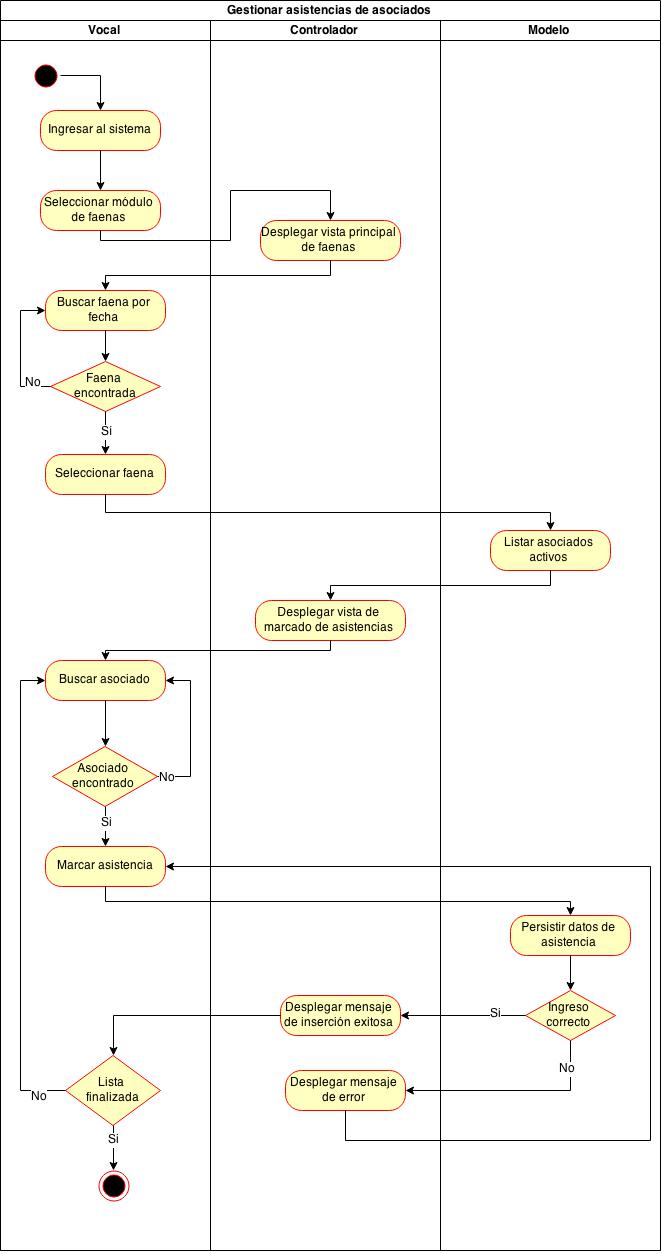 Gestionar asistencias de asociados
Vocal
Controlador
Modelo
Ingresar al sistema
Seleccionar módulo
de faenas
Desplegar vista principal
de faenas
Buscar faena por
fecha
Faena
encontrada
No
Si
Seleccionar faena
Listar asociados
activos
Desplegar vista de
marcado de asistencias
Buscar asociado
Asociado
encontrado
No
Si
Marcar asistencia
Persistir datos de
asistencia
Ingreso
correcto
Si
Desplegar mensaje
de inserción exitosa
No
Desplegar mensaje
de error
Lista
finalizada
No
Si